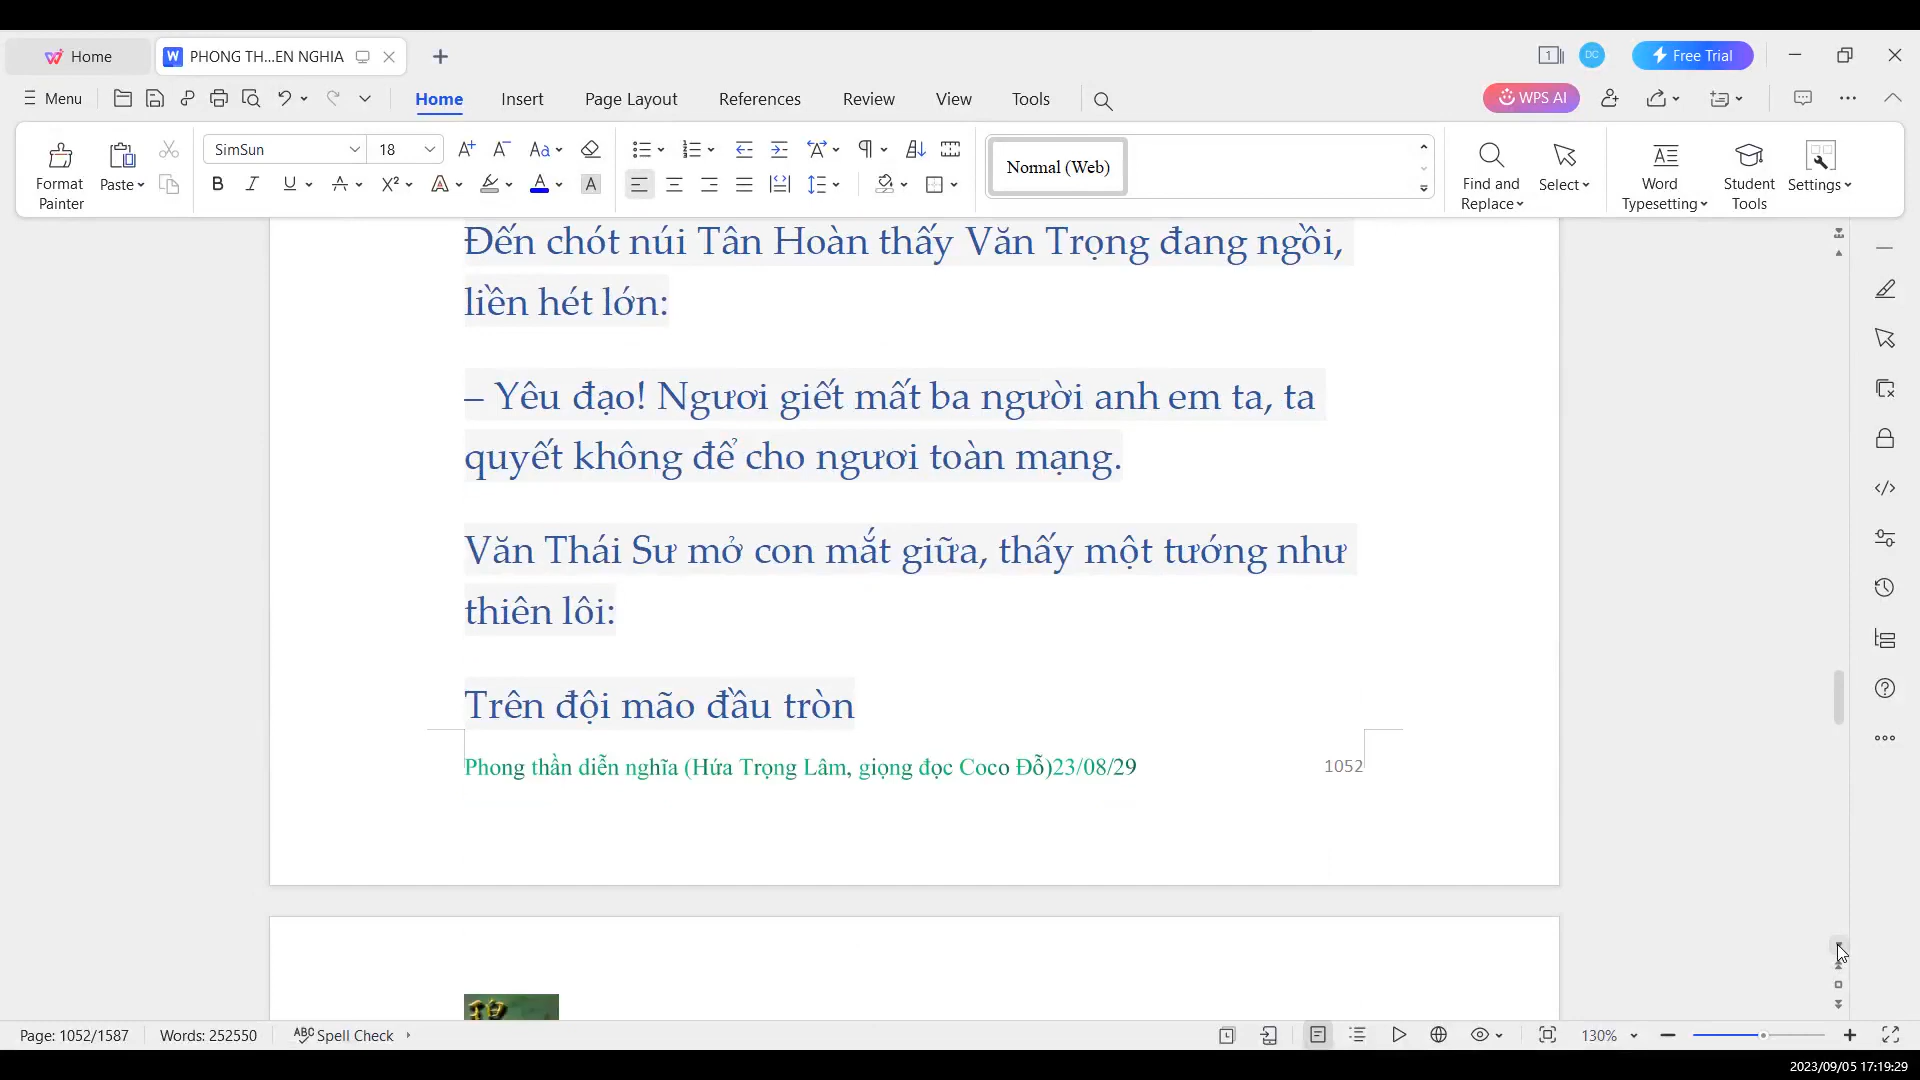 Home
PHONG TH...EN NGHIA
1
DC
Free Trial
Menu
Home
Insert
Page Layout
References
Review
View
Tools
WPS AI
Format
Painter
Paste
SimSun
18
Normal (Web)
Find and
Replace
Select
Word
Typesetting
Student
Tools
Settings
Đến chót núi Tân Hoàn thấy Văn Trọng đang ngồi,
liền hét lớn:
– Yêu đạo! Ngươi giết mất ba người anh em ta, ta
quyết không để cho ngươi toàn mạng.
Văn Thái Sư mở con mắt giữa, thấy một tướng như
thiên lôi:
Trên đội mão đầu tròn
Phong thần diễn nghĩa (Hứa Trọng Lâm, giọng đọc Coco Đỗ)23/08/29
1052
Page: 1052/1587
Words: 252550
Spell Check
130%
2023/09/05 17:19:29